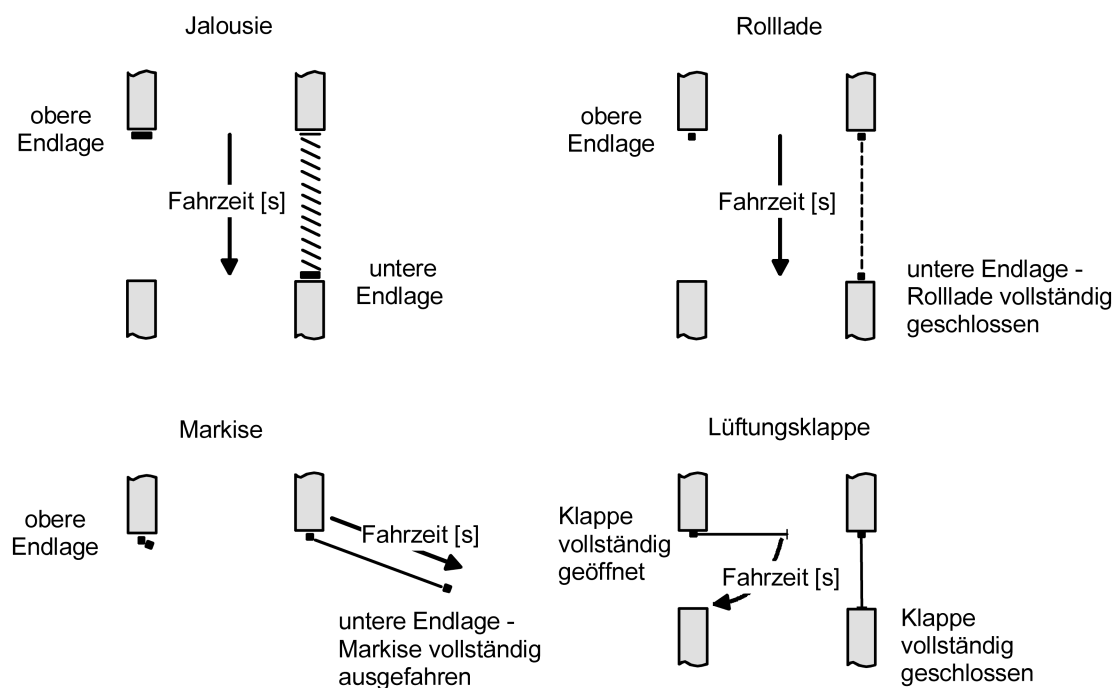 Jalousie
obere
Endlage
Fahrzeit [s]
untere
Endlage
Rolllade
obere
Endlage
Fahrzeit [s]
untere Endlage -
Rolllade vollständig
geschlossen
Markise
obere
Endlage
Fahrzeit [s]
untere Endlage -
Markise vollständig
ausgefahren
Lüftungsklappe
Klappe
vollständig
geöffnet
Fahrzeit [s]
Klappe
vollständig
geschlossen